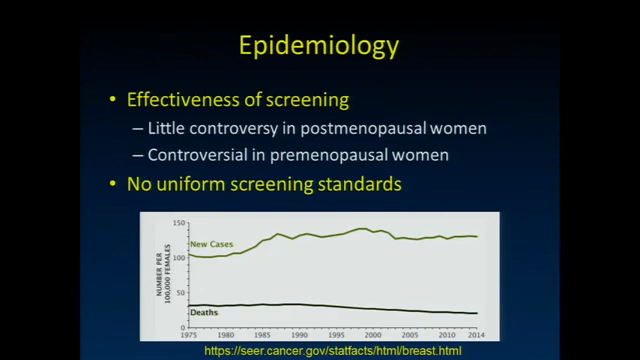 Epidemiology
• Effectiveness of screening
– Little controversy in postmenopausal women
– Controversial in premenopausal women
• No uniform screening standards
150
New Cases
100
NUMBER PER
100,000 FEMALES
50
Deaths
0
1975 1980 1985 1990 1995 2000 2005 2014
https://seer.cancer.gov/statfacts/html/breast.html